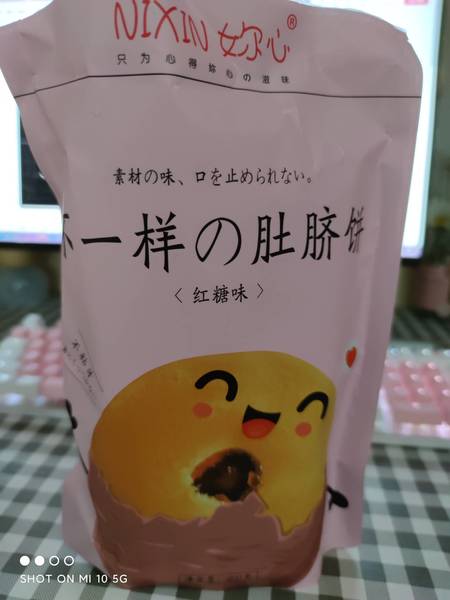 NIXIN 妳心®
只为心得妳心の滋味
素材の味、口を止められない。
不一样の肚脐饼
〈 红糖味 〉
SHOT ON MI 10 5G